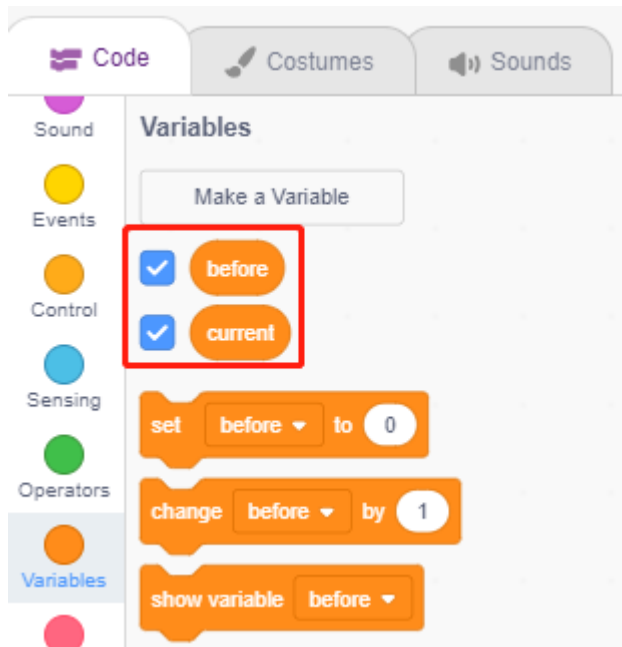 Code Costumes Sounds
Sound
Events
Control
Sensing
Operators
Variables
Variables
Make a Variable
before
current
set before to 0
change before by 1
show variable before